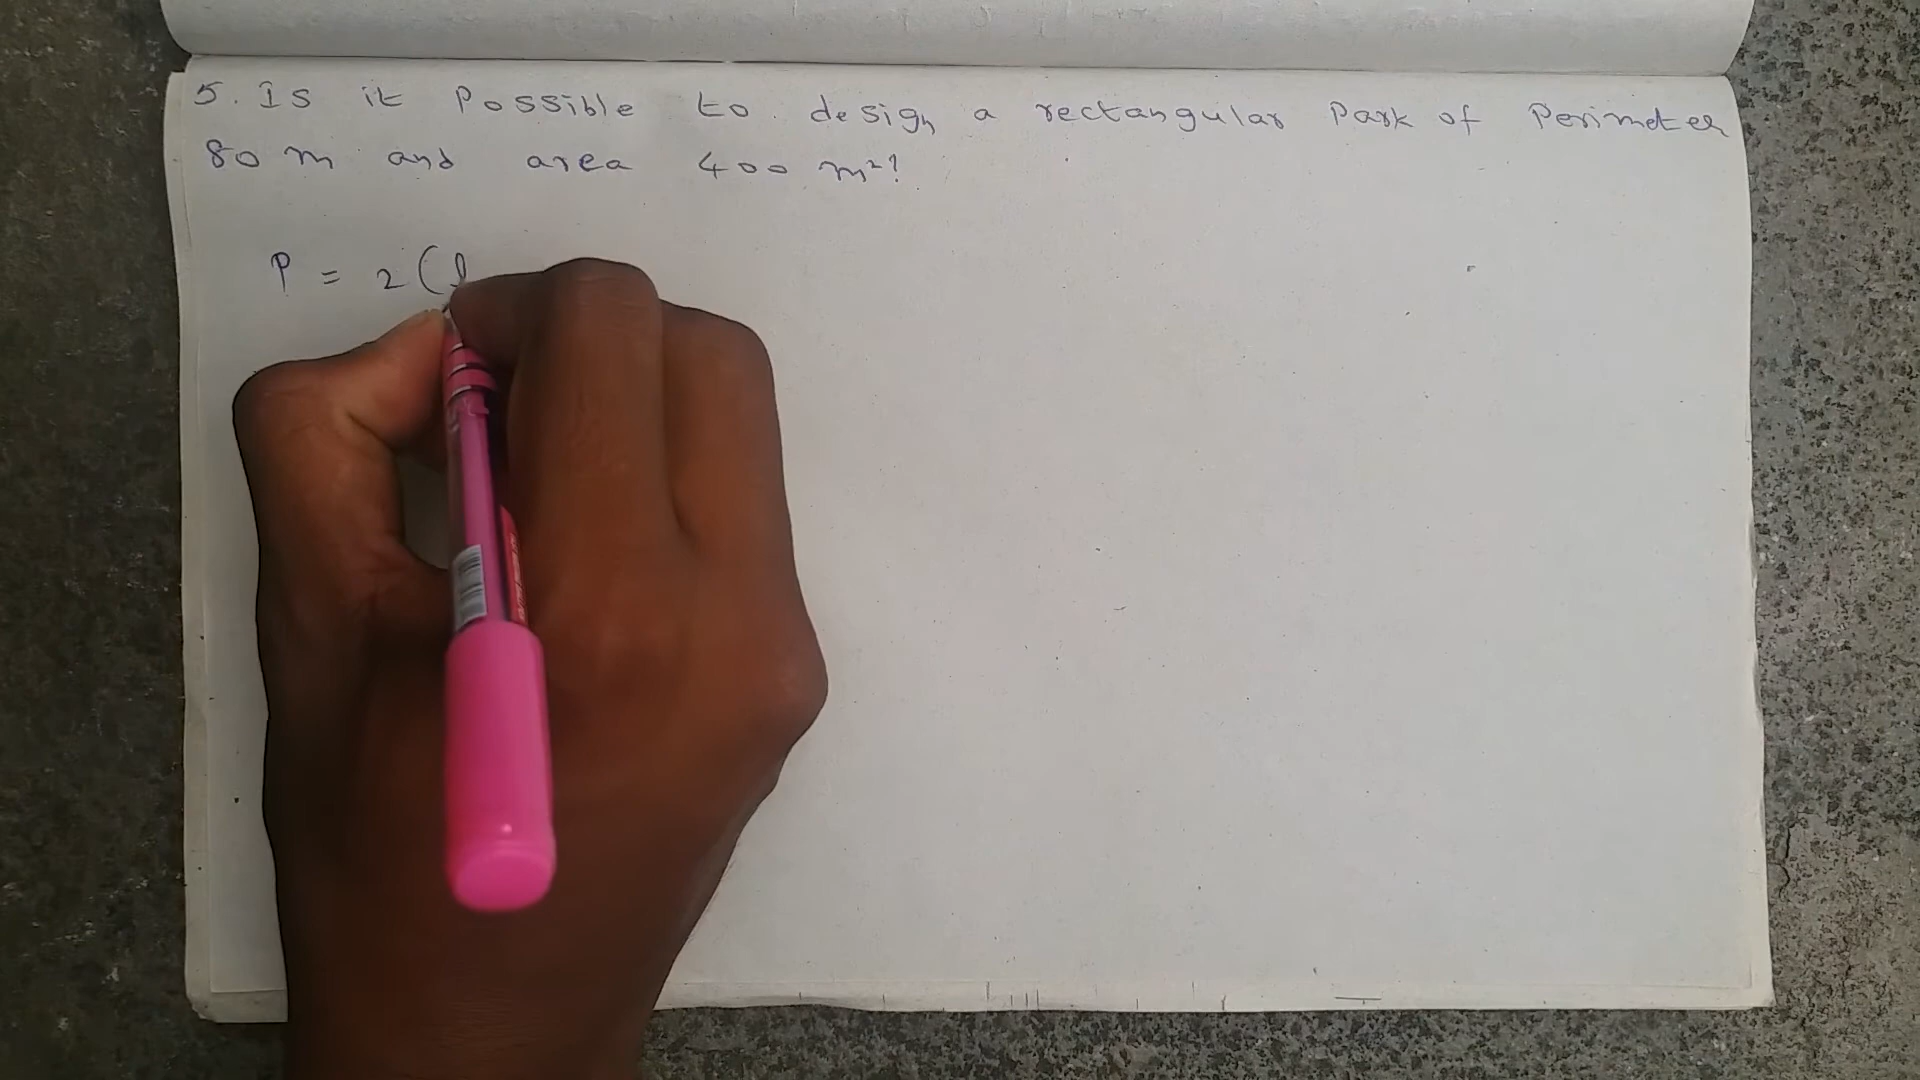 5. Is it Possible to design a rectangular Park of Perimeter
80 m and area 400 m²?
P = 2 (l